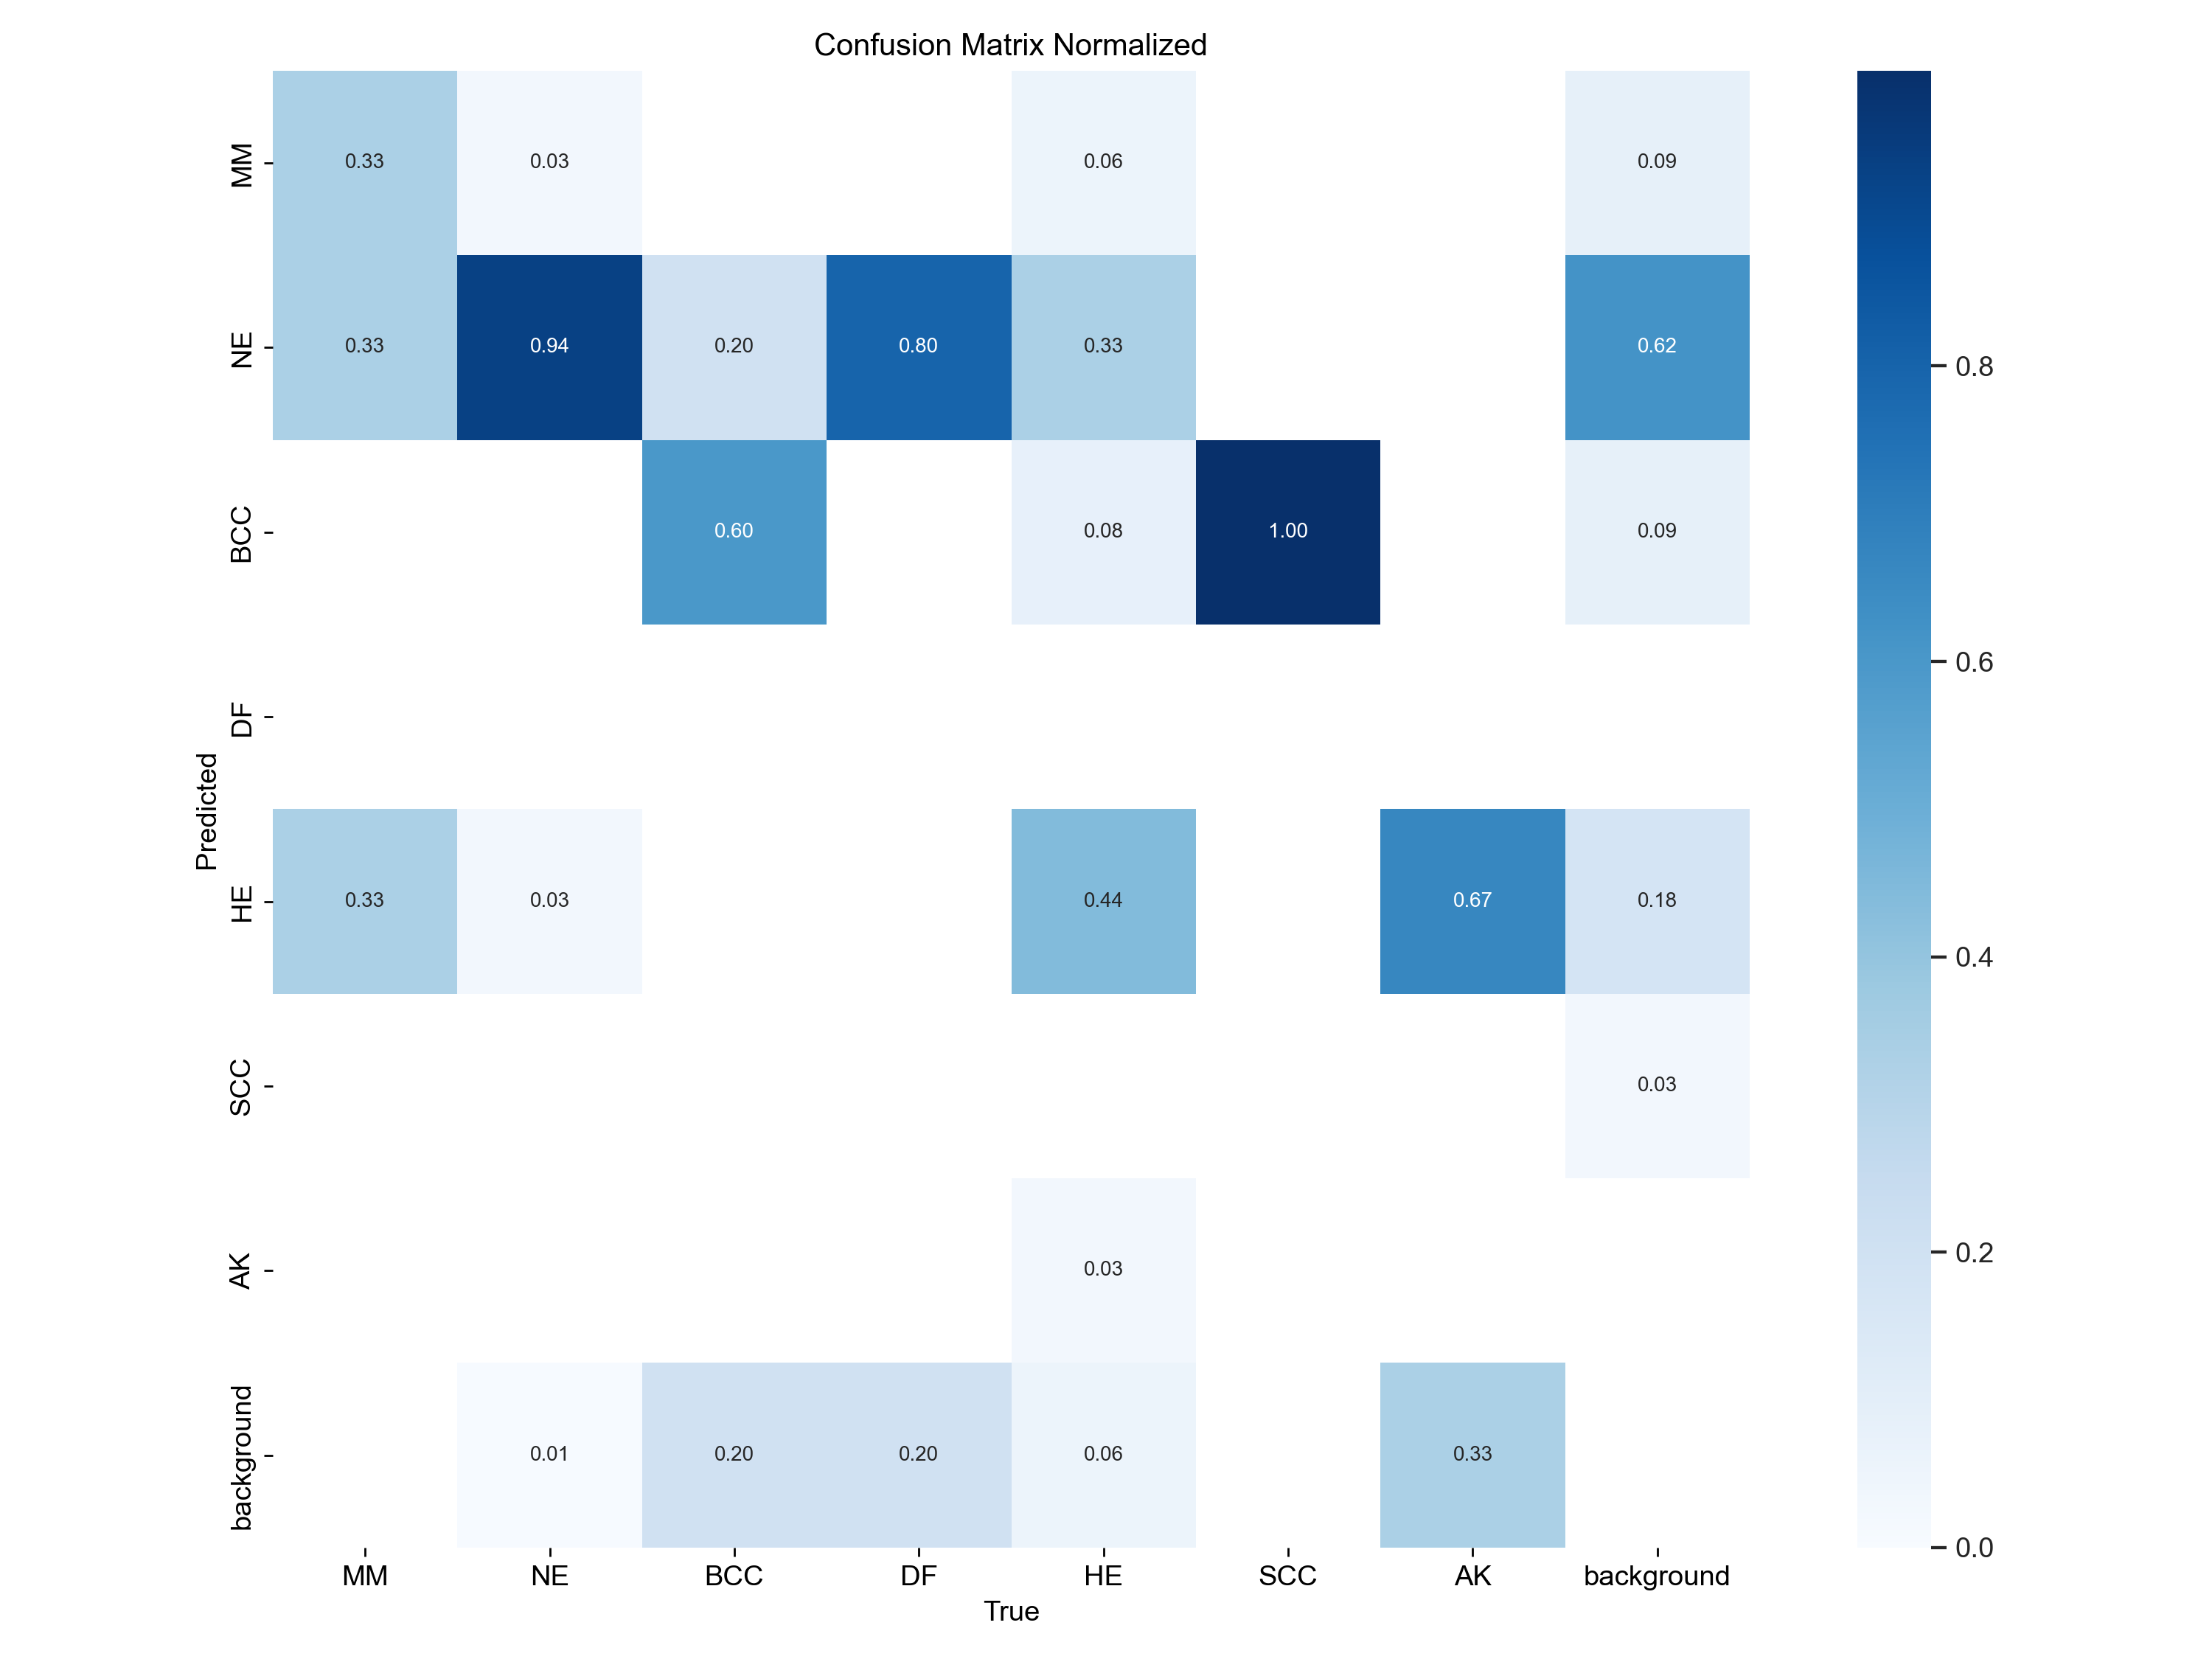 Confusion Matrix Normalized
MM 0.33 0.03 0.06 0.09
NE 0.33 0.94 0.20 0.80 0.33 0.62
0.8
BCC 0.60 0.08 1.00 0.09
0.6
DF
Predicted
HE 0.33 0.03 0.44 0.67 0.18
0.4
SCC 0.03
AK 0.03
0.2
background 0.01 0.20 0.20 0.06 0.33
0.0
MM NE BCC DF HE SCC AK background
True